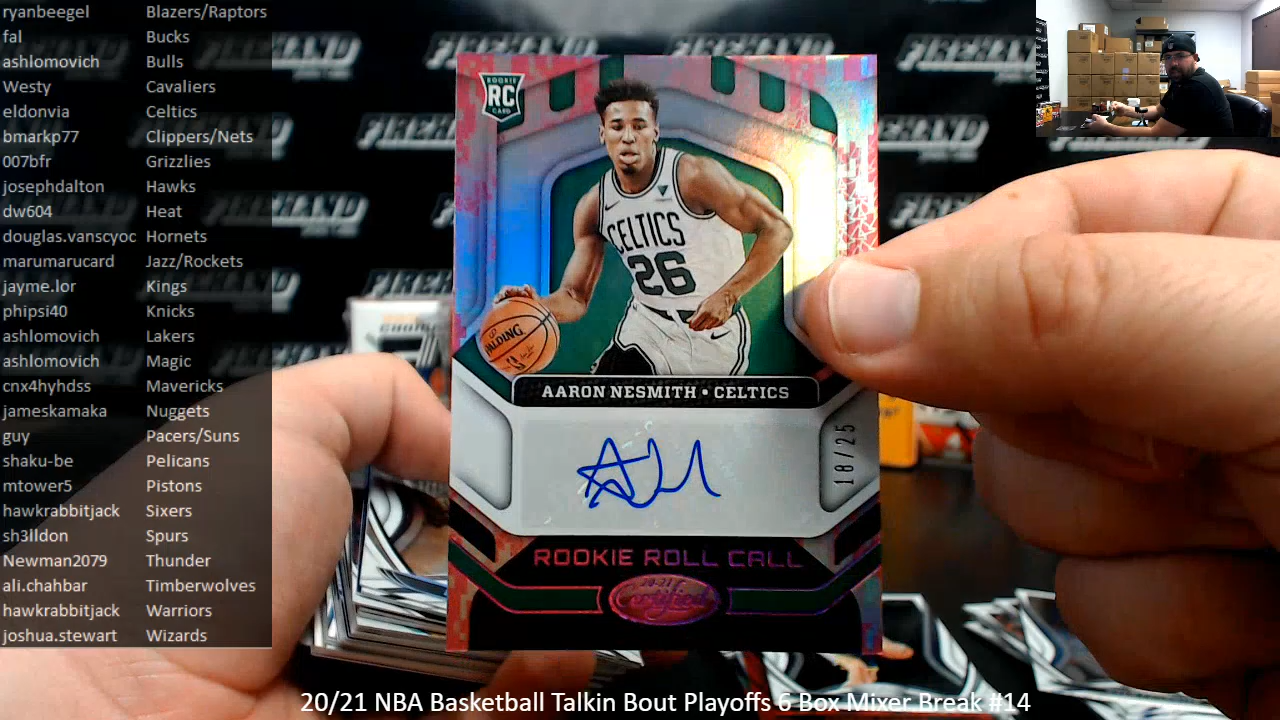 ryanbeegel Blazers/Raptors
fal Bucks
ashlomovich Bulls
Westy Cavaliers
eldonvia Celtics
bmarkp77 Clippers/Nets
007bfr Grizzlies
josephdalton Hawks
dw604 Heat
douglas.vanscyoc Hornets
marumarucard Jazz/Rockets
jayme.lor Kings
phipsi40 Knicks
ashlomovich Lakers
ashlomovich Magic
cnx4hyhdss Mavericks
jameskamaka Nuggets
guy Pacers/Suns
shaku-be Pelicans
mtower5 Pistons
hawkrabbitjack Sixers
sh3lldon Spurs
Newman2079 Thunder
ali.chahbar Timberwolves
hawkrabbitjack Warriors
joshua.stewart Wizards
FIREHAND
ROOKIE
RC
CARD
CELTICS
26
SPALDING
AARON NESMITH • CELTICS
18/25
ROOKIE ROLL CALL
20-21
Certified
20/21 NBA Basketball Talkin Bout Playoffs 6 Box Mixer Break #14